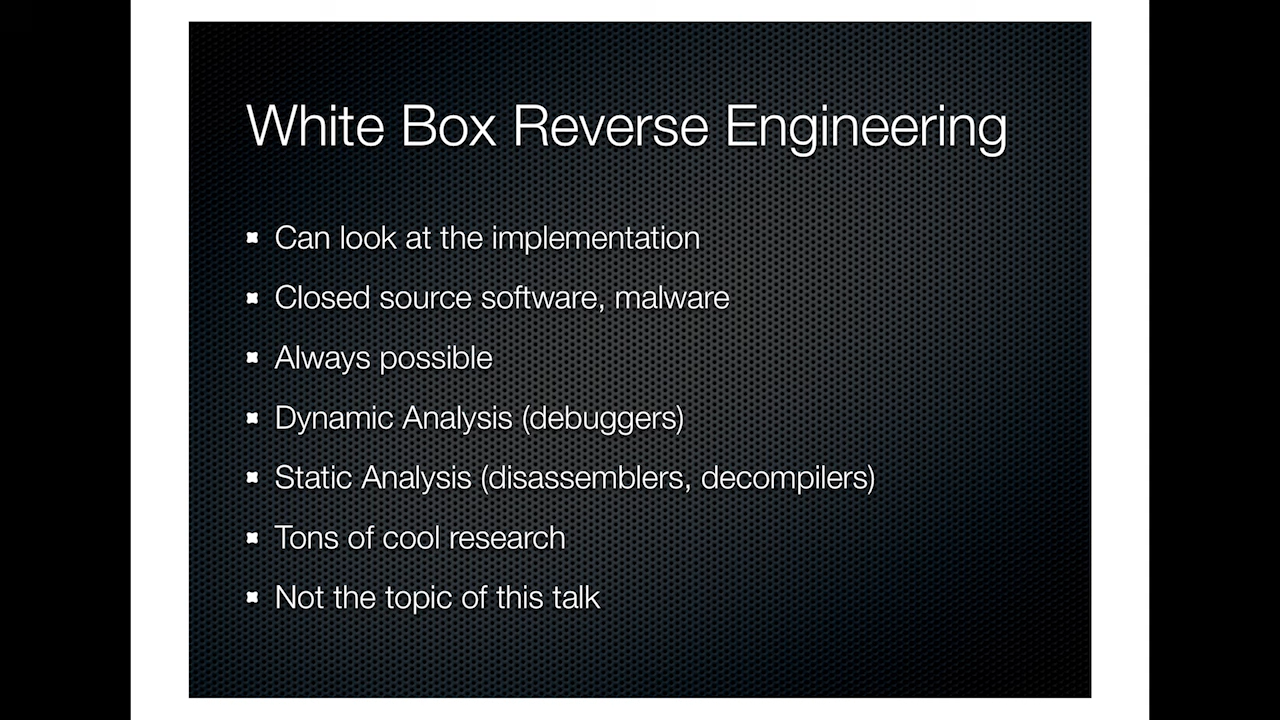 White Box Reverse Engineering
Can look at the implementation
Closed source software, malware
Always possible
Dynamic Analysis (debuggers)
Static Analysis (disassemblers, decompilers)
Tons of cool research
Not the topic of this talk